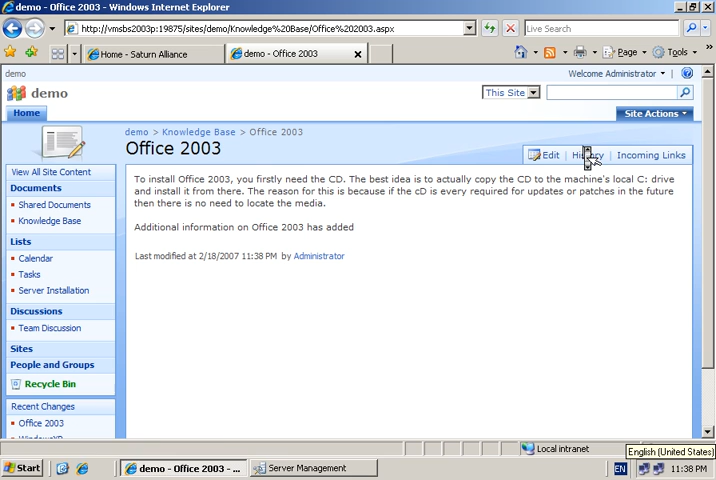 demo - Office 2003 - Windows Internet Explorer
http://vmsbs2003p:19875/sites/demo/Knowledge%20Base/Office%202003.aspx
Live Search
Home - Saturn Alliance
demo - Office 2003
Page
Tools
demo
Welcome Administrator
demo
This Site
Home
Site Actions
demo > Knowledge Base > Office 2003
Office 2003
Edit
History
Incoming Links
View All Site Content
Documents
Shared Documents
Knowledge Base
Lists
Calendar
Tasks
Server Installation
Discussions
Team Discussion
Sites
People and Groups
Recycle Bin
Recent Changes
Office 2003
WindowsXP
To install Office 2003, you firstly need the CD. The best idea is to actually copy the CD to the machine's local C: drive
and install it from there. The reason for this is because if the cD is every required for updates or patches in the future
then there is no need to locate the media.
Additional information on Office 2003 has added
Last modified at 2/18/2007 11:38 PM by Administrator
Local intranet
English (United States)
Start
demo - Office 2003 - ...
Server Management
EN
11:38 PM